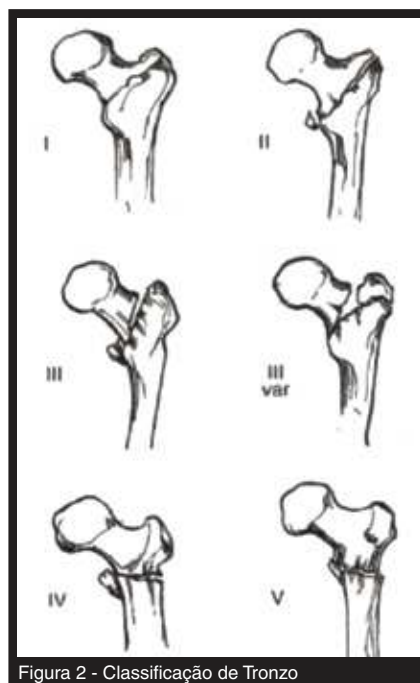 I
II
III
III
var
IV
V
Figura 2 - Classificação de Tronzo